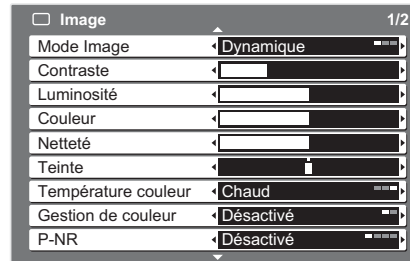 Image 1/2
Mode Image Dynamique
Contraste
Luminosité
Couleur
Netteté
Teinte
Température couleur Chaud
Gestion de couleur Désactivé
P-NR Désactivé